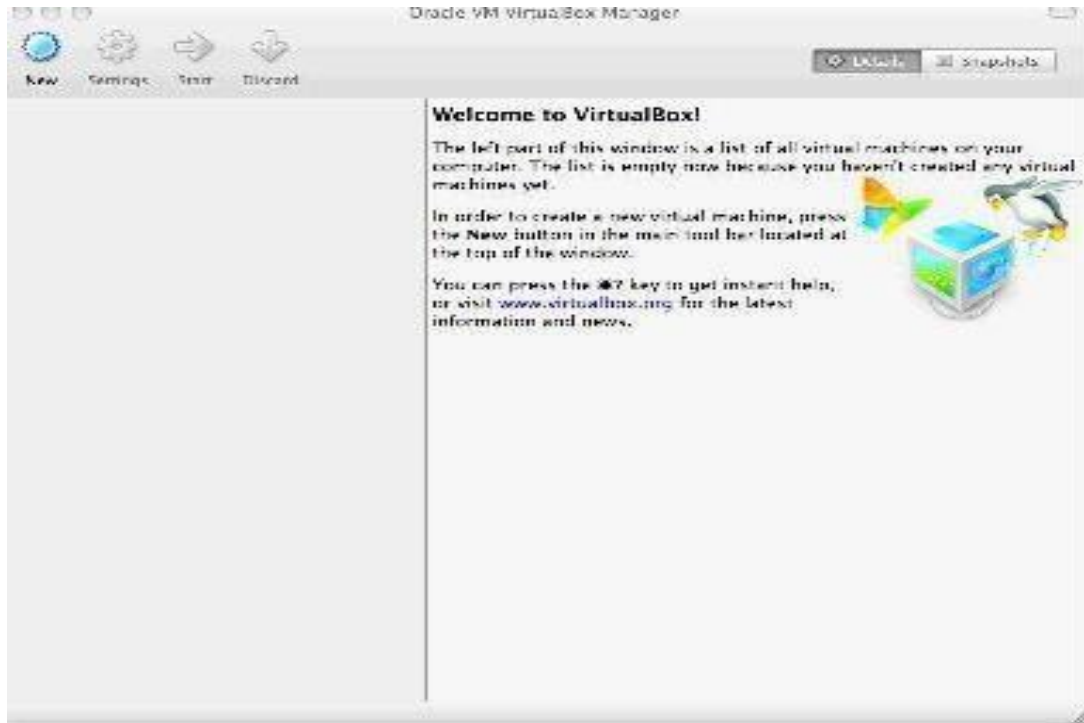 Oracle VM VirtualBox Manager
New Settings Start Discard
Details Snapshots
Welcome to VirtualBox!
The left part of this window is a list of all virtual machines on your
computer. The list is empty now because you haven't created any virtual
machines yet.
In order to create a new virtual machine, press
the New button in the main tool bar located at
the top of the window.
You can press the ⌘? key to get instant help,
or visit www.virtualbox.org for the latest
information and news.